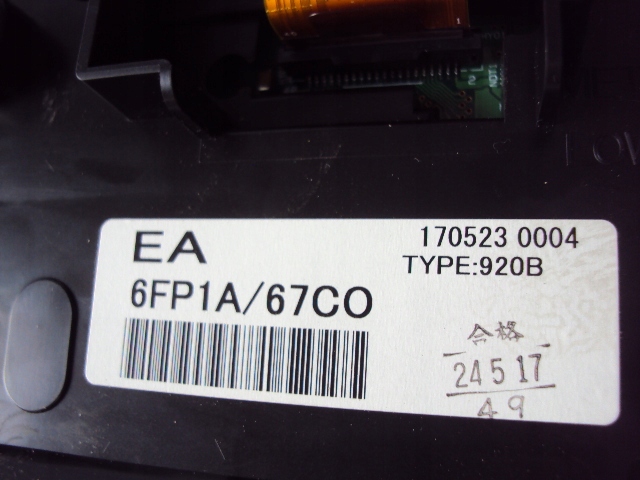 EA
170523 0004
TYPE:920B
6FP1A/67CO
合格
24 5 17
49